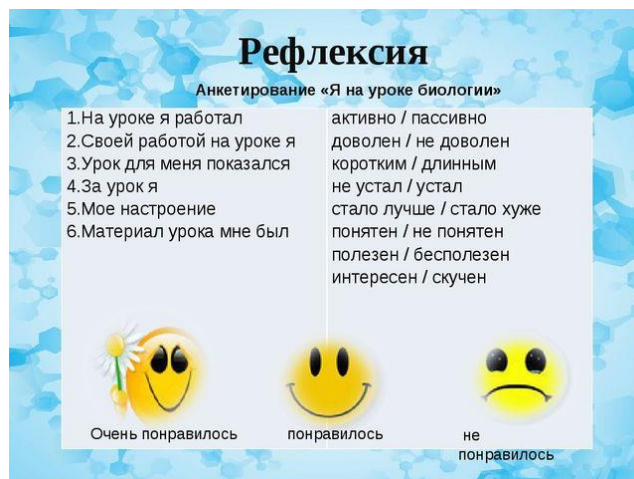 Рефлексия
Анкетирование «Я на уроке биологии»
1.На уроке я работал
2.Своей работой на уроке я
3.Урок для меня показался
4.За урок я
5.Мое настроение
6.Материал урока мне был
активно / пассивно
доволен / не доволен
коротким / длинным
не устал / устал
стало лучше / стало хуже
понятен / не понятен
полезен / бесполезен
интересен / скучен
Очень понравилось
понравилось
не
понравилось